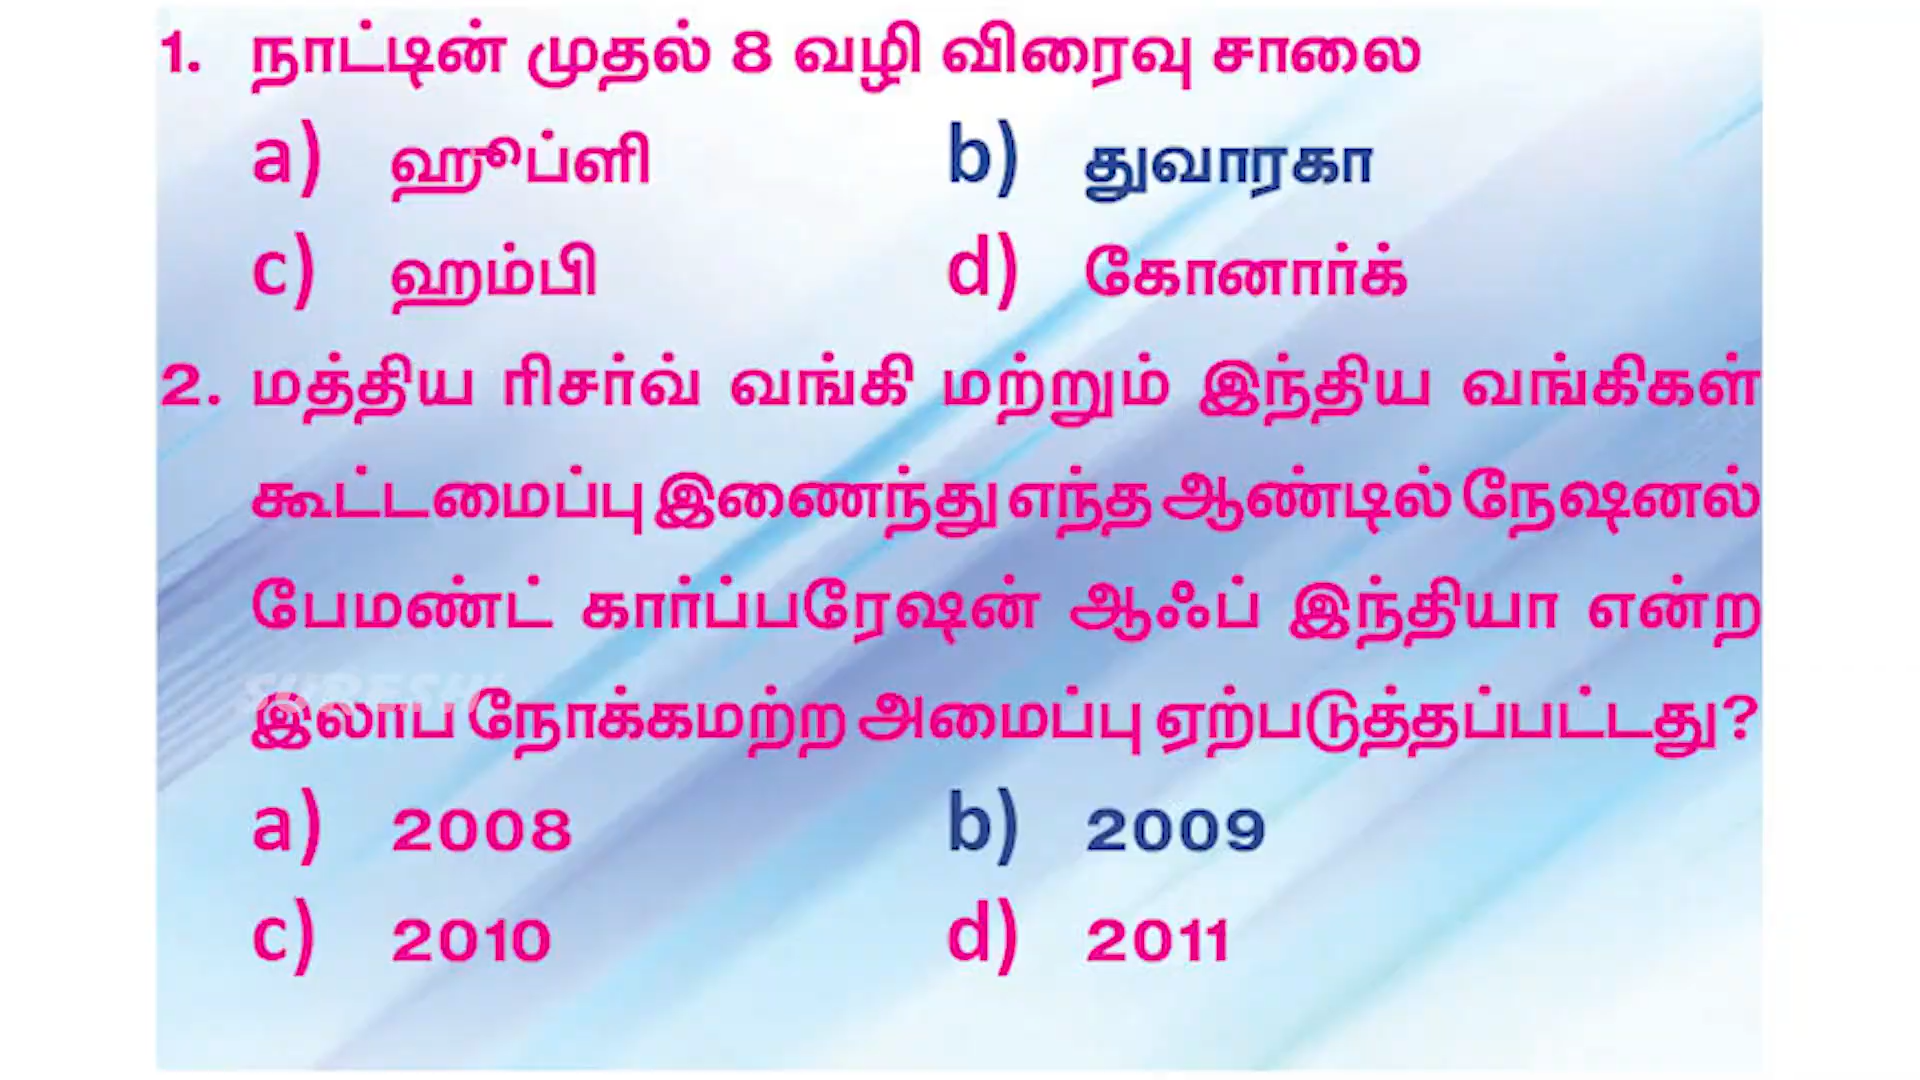 1. நாட்டின் முதல் 8 வழி விரைவு சாலை
a) ஹூப்ளி b) துவாரகா
c) ஹம்பி d) கோனார்க்
2. மத்திய ரிசர்வ் வங்கி மற்றும் இந்திய வங்கிகள்
கூட்டமைப்பு இணைந்து எந்த ஆண்டில் நேஷனல்
பேமண்ட் கார்ப்பரேஷன் ஆஃப் இந்தியா என்ற
SURESH
இலாப நோக்கமற்ற அமைப்பு ஏற்படுத்தப்பட்டது?
a) 2008 b) 2009
c) 2010 d) 2011